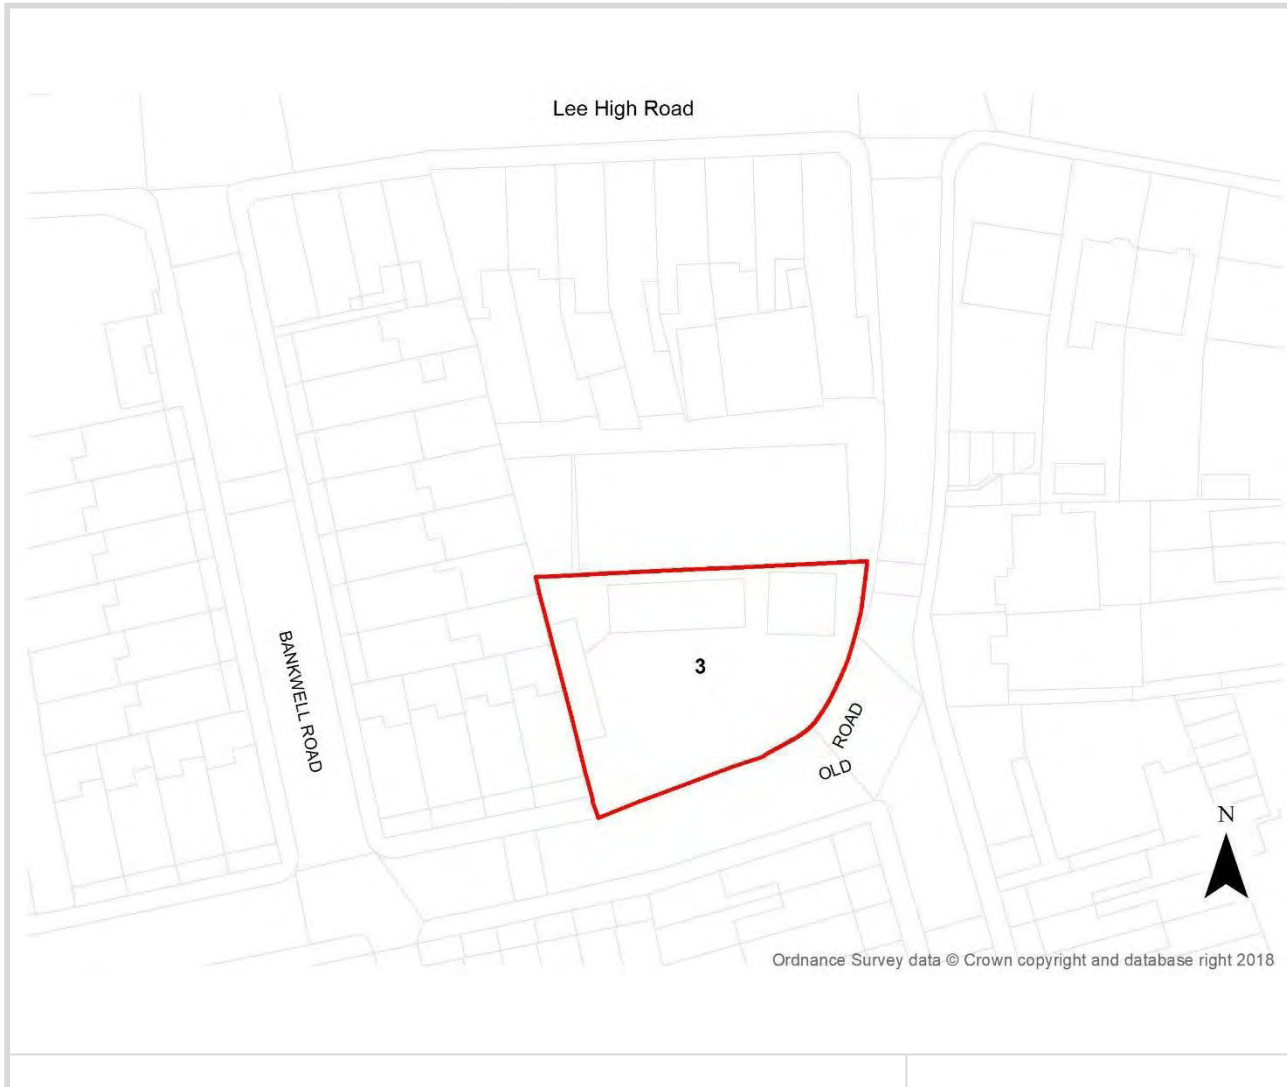 Lee High Road
BANKWELL ROAD
3
ROAD
OLD
N
Ordnance Survey data © Crown copyright and database right 2018